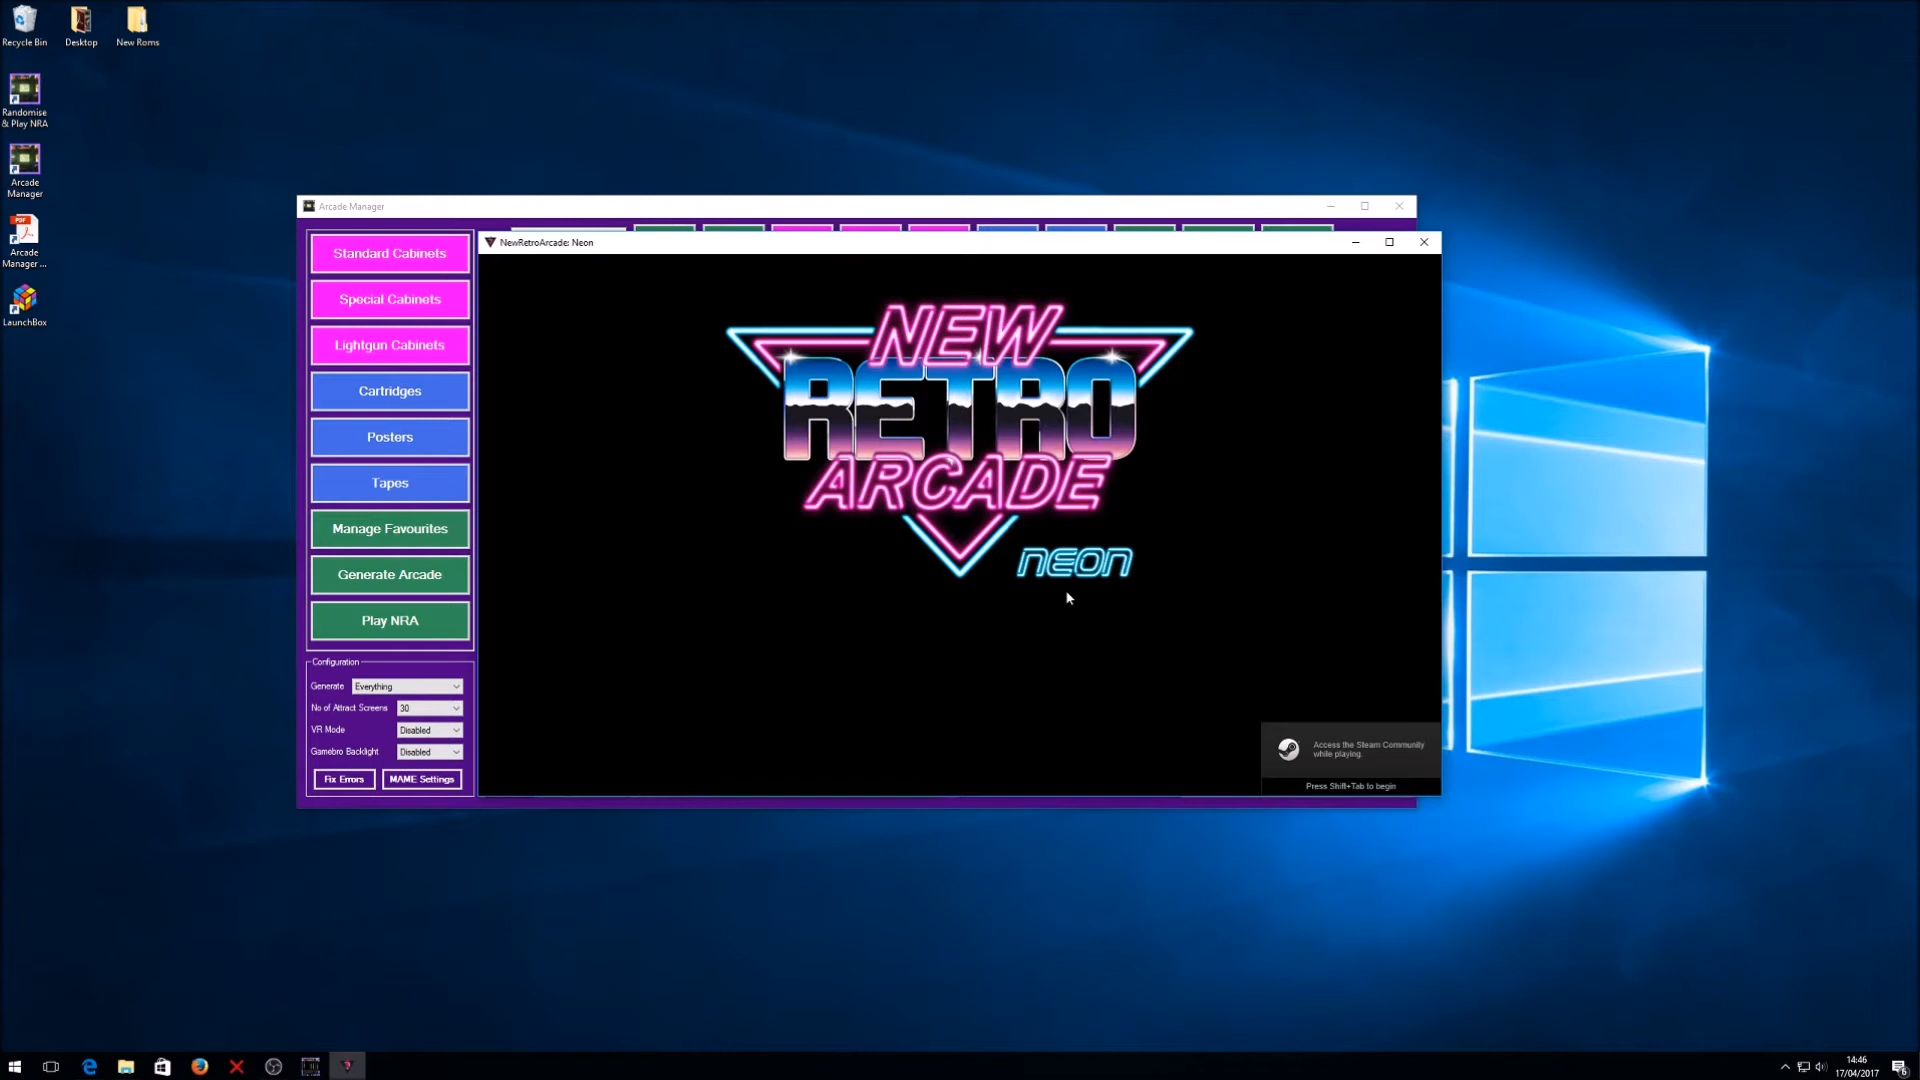 Recycle Bin
Desktop
New Roms
Randomise
& Play NRA
Arcade
Manager
Arcade
Manager ...
LaunchBox
Arcade Manager
NewRetroArcade: Neon
Standard Cabinets
Special Cabinets
Lightgun Cabinets
Cartridges
Posters
Tapes
Manage Favourites
Generate Arcade
Play NRA
Configuration
Generate Everything
No of Attract Screens 30
VR Mode Disabled
Gamebro Backlight Disabled
Fix Errors MAME Settings
NEW
RETRO
ARCADE
NEON
Access the Steam Community
while playing.
Press Shift+Tab to begin
14:46
17/04/2017